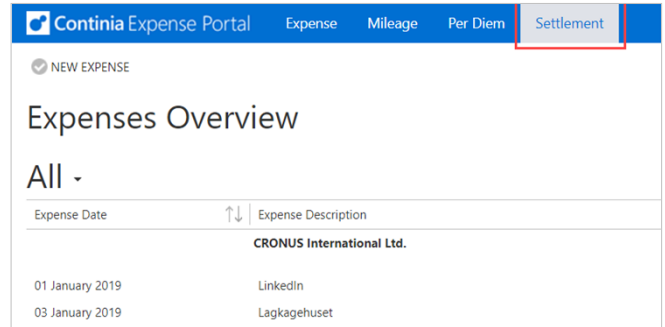 Continia Expense Portal Expense Mileage Per Diem Settlement
NEW EXPENSE
Expenses Overview
All
Expense Date Expense Description
CRONUS International Ltd.
01 January 2019 LinkedIn
03 January 2019 Lagkagehuset